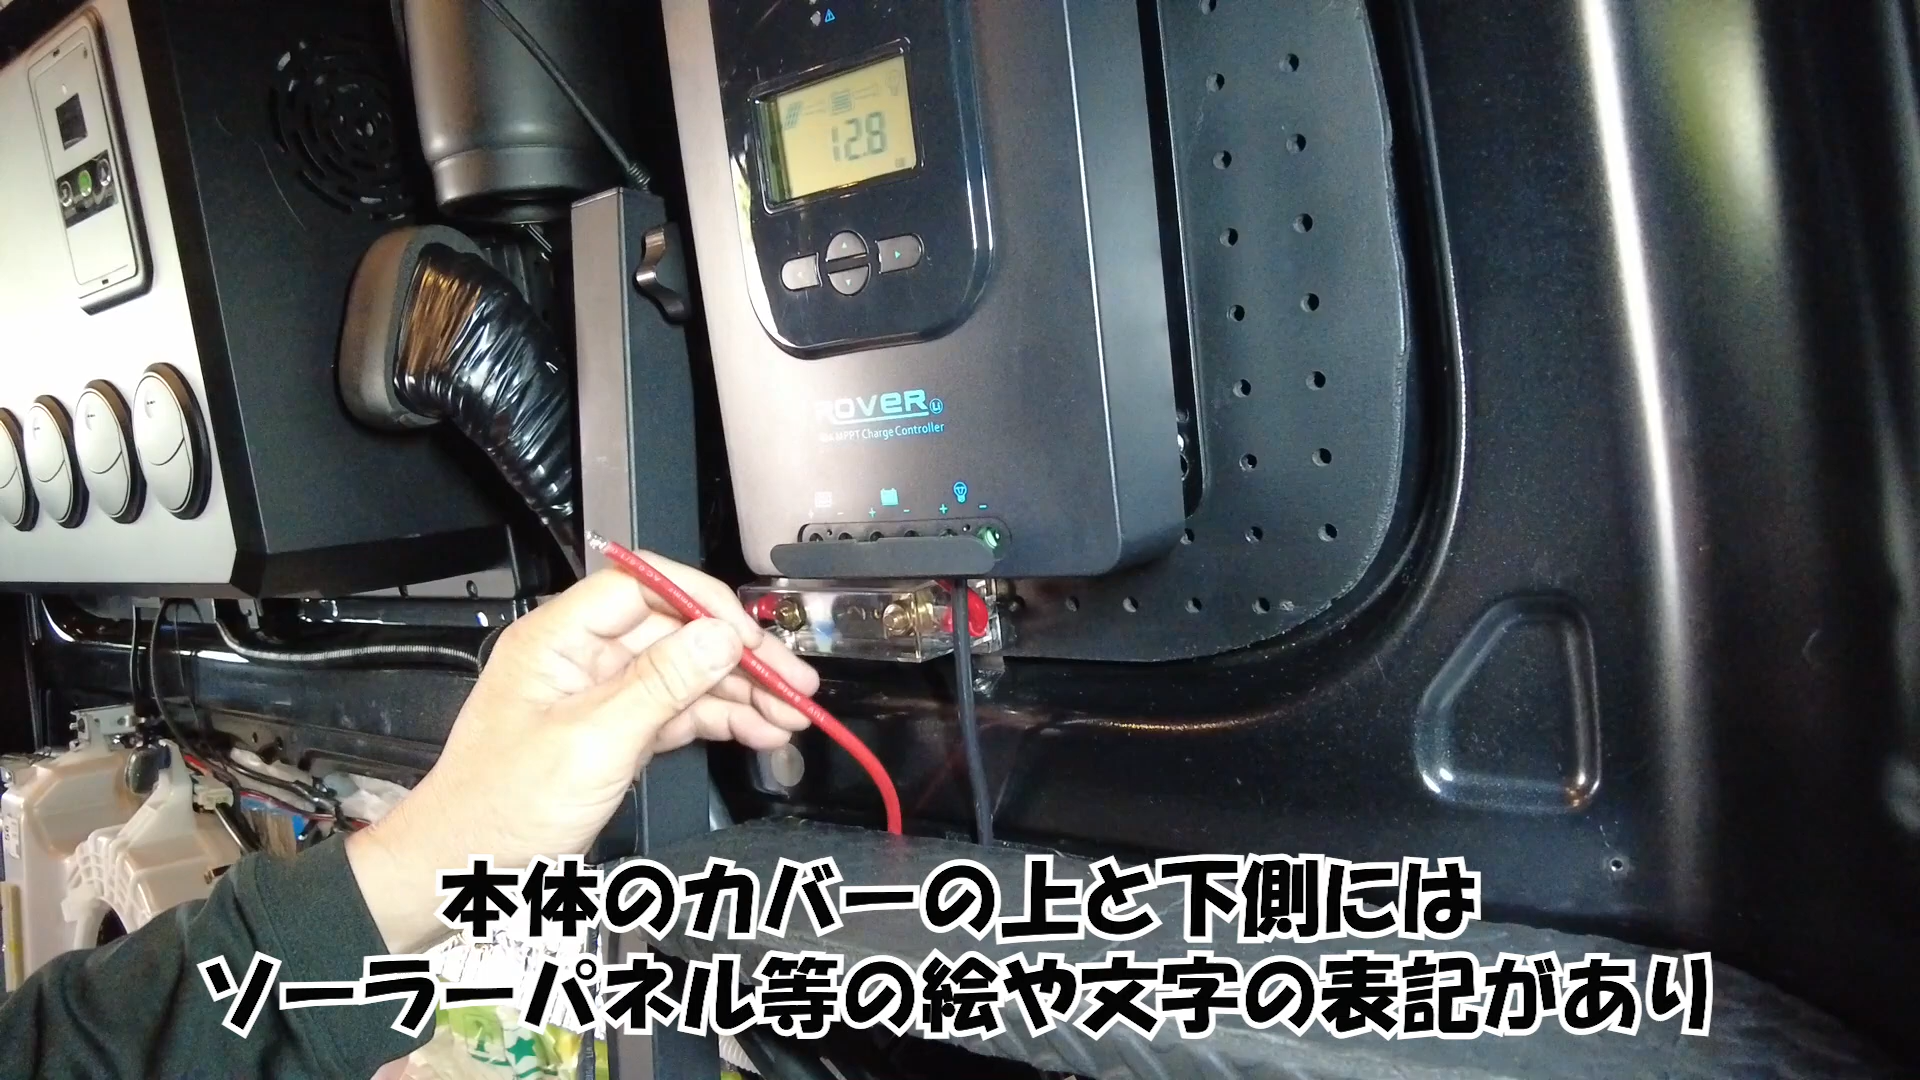 12.8
ROVER Li
MPPT Charge Controller
+ - + - + -
本体のカバーの上と下側には
ソーラーパネル等の絵や文字の表記があり